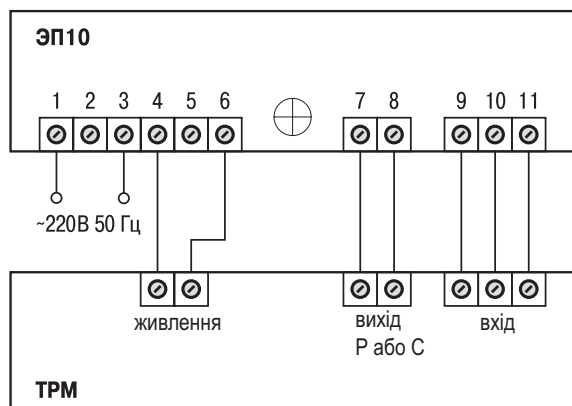 ЭП10
1 2 3 4 5 6 7 8 9 10 11
~220В 50 Гц
живлення
вихід
Р або С
вхід
ТРМ